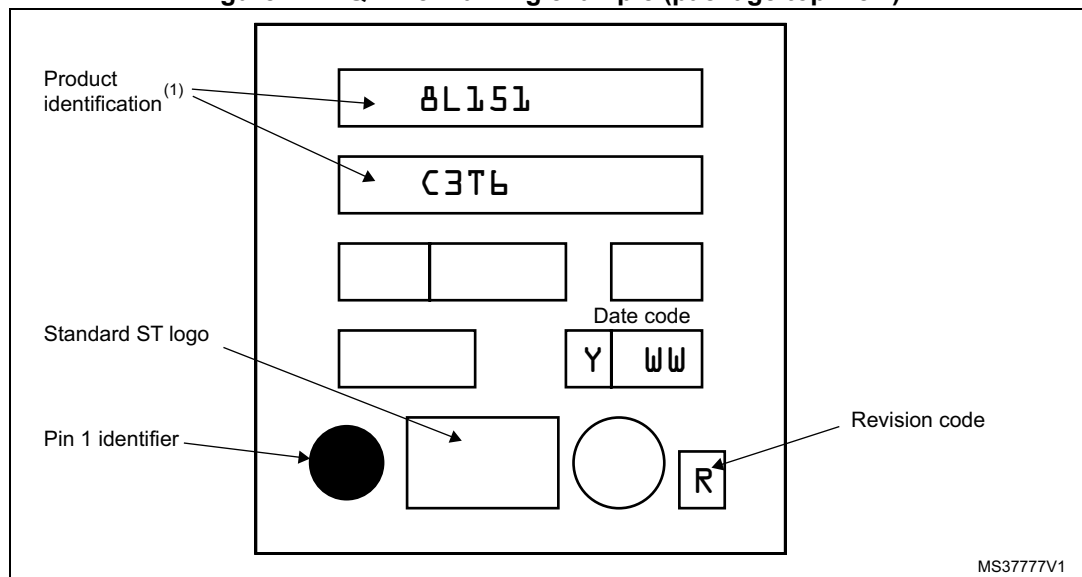 Product
identification (1)
8L151
C3T6
Date code
Standard ST logo
Y WW
Pin 1 identifier
Revision code
R
MS37777V1